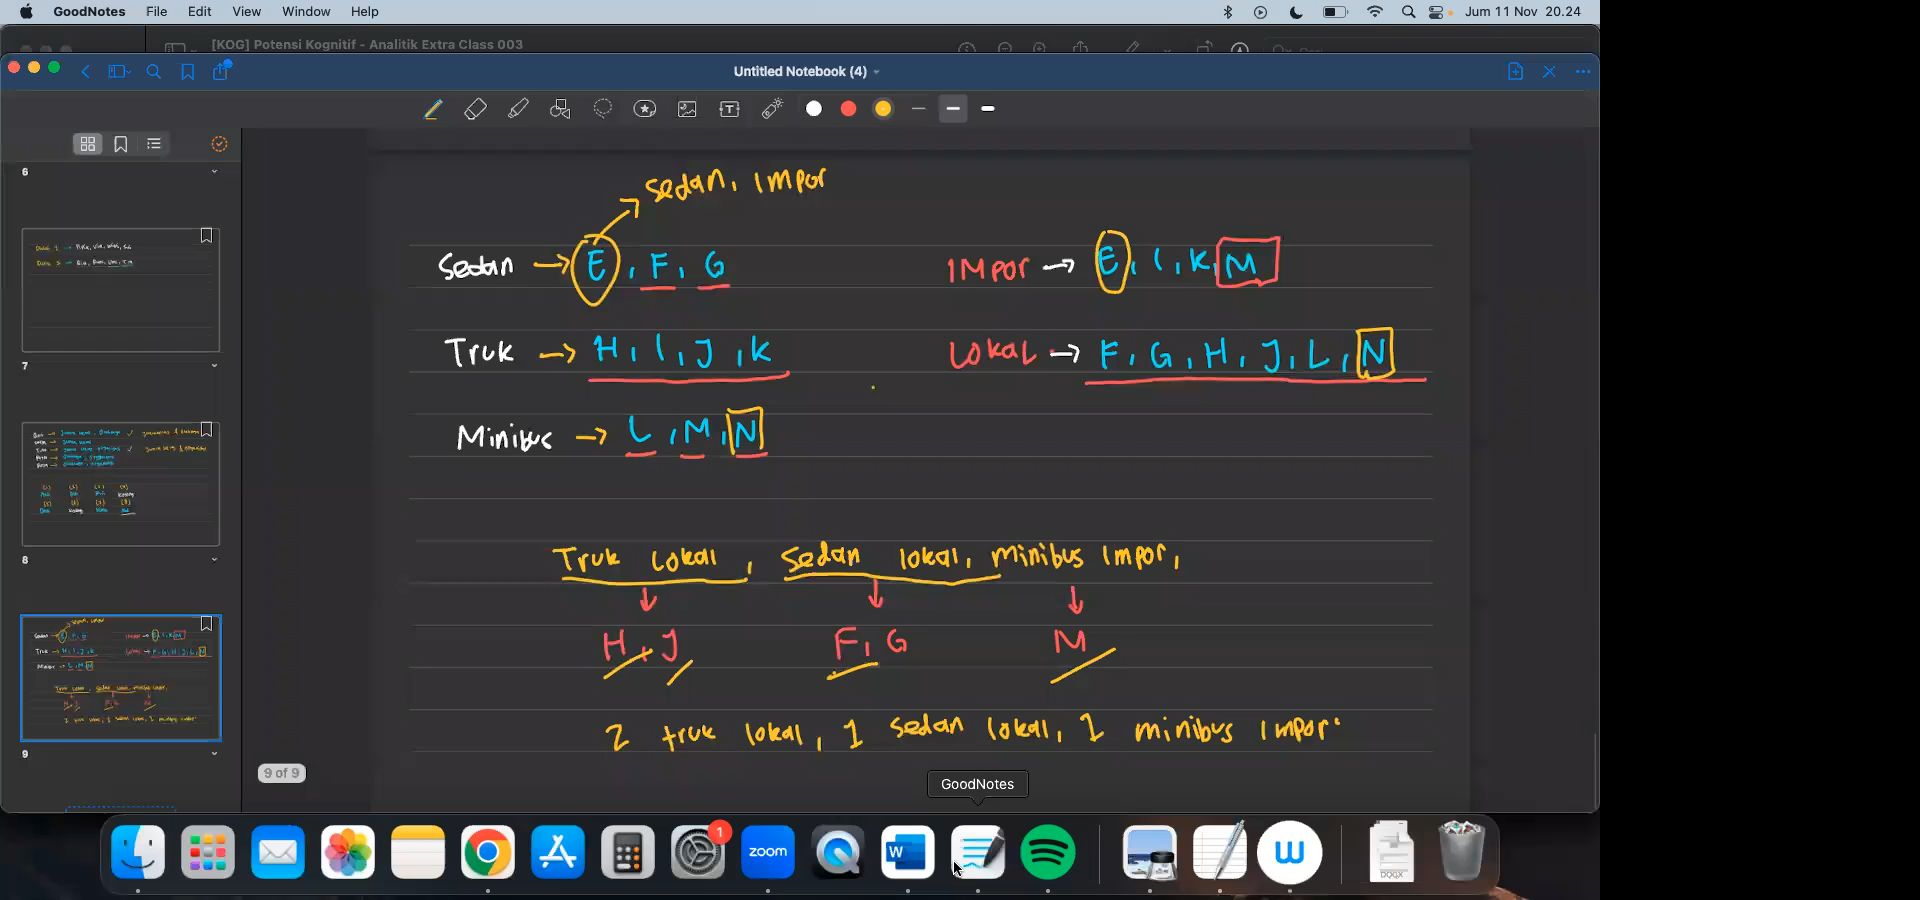 GoodNotes File Edit View Window Help
Jum 11 Nov 20.24
[KOG] Potensi Kognitif - Analitik Extra Class 003
Untitled Notebook (4)
6
7
8
9
sedan, Impor
Sedan → E, F, G
IMPOR → E, I, K, M
Truk → H, I, J, K
LOKAL → F, G, H, J, L, N
Minibus → L, M, N
Truk Lokal, Sedan lokal, minibus Impor,
H, J F, G M
2 truk lokal, 1 sedan lokal, 1 minibus Impor
9 of 9
GoodNotes
1
zoom
W
DOCX